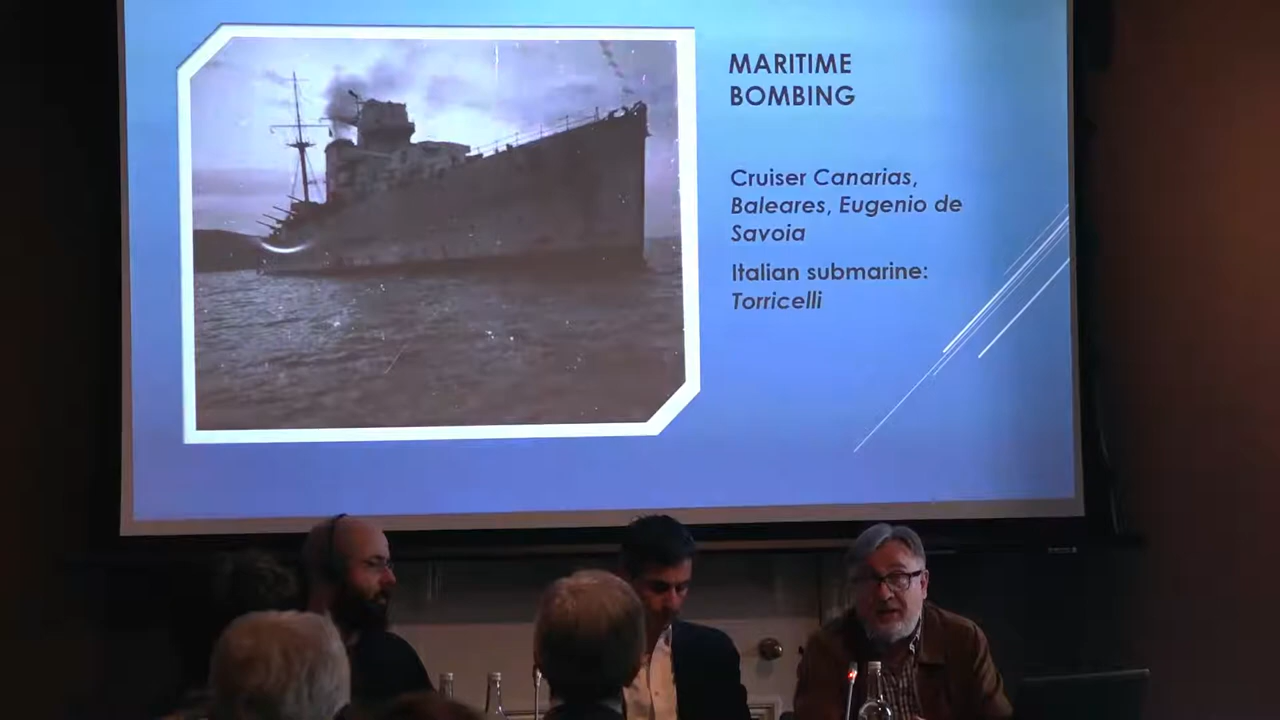 MARITIME
BOMBING
Cruiser Canarias,
Baleares, Eugenio de
Savoia
Italian submarine:
Torricelli